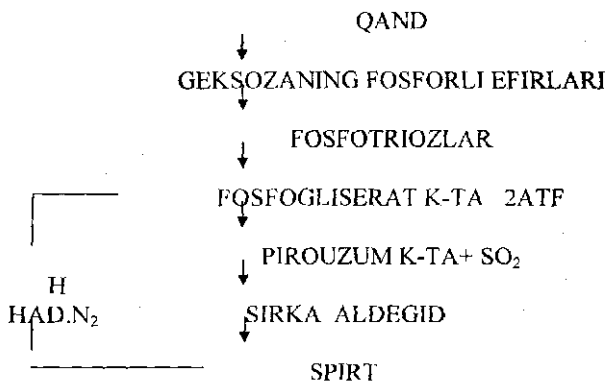 QAND
GEKSOZANING FOSFORLI EFIRLARI
FOSFOTRIOZLAR
FOSFOGLISERAT K-TA 2ATF
PIROUZUM K-TA+ SO₂
H
HAD.N₂
SIRKA ALDEGID
SPIRT